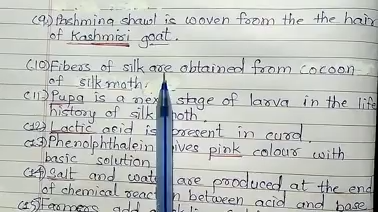 (9) Pashmina shawl is woven from the the hair
of Kashmiri goat.
(10) Fibers of silk are obtained from cocoon
of silk moth.
(11) Pupa is a next stage of larva in the life
history of silk moth.
(12) Lactic acid is present in curd.
(13) Phenolphthalein gives pink colour with
basic solution
(14) Salt and water are produced at the end
of chemical reaction between acid and base
(15) Farmers add